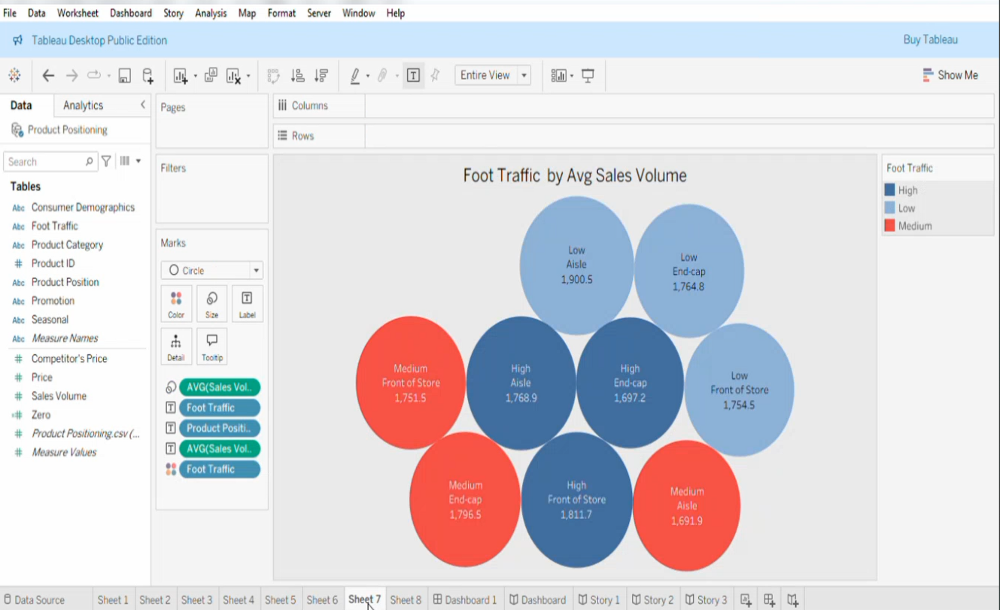 File Data Worksheet Dashboard Story Analysis Map Format Server Window Help
Tableau Desktop Public Edition
Buy Tableau
Entire View
Show Me
Data
Analytics
Product Positioning
Search
Tables
Abc Consumer Demographics
Abc Foot Traffic
Abc Product Category
# Product ID
Abc Product Position
Abc Promotion
Abc Seasonal
Abc Measure Names
# Competitor's Price
# Price
# Sales Volume
=# Zero
# Product Positioning.csv (...
# Measure Values
Pages
Filters
Marks
Circle
Color
Size
Label
Detail
Tooltip
AVG(Sales Vol..
Foot Traffic
Product Positi..
AVG(Sales Vol..
Foot Traffic
Columns
Rows
Foot Traffic by Avg Sales Volume
Low
Aisle
1,900.5
Low
End-cap
1,764.8
Medium
Front of Store
1,751.5
High
Aisle
1,768.9
High
End-cap
1,697.2
Low
Front of Store
1,754.5
Medium
End-cap
1,796.5
High
Front of Store
1,811.7
Medium
Aisle
1,691.9
Foot Traffic
High
Low
Medium
Data Source
Sheet 1
Sheet 2
Sheet 3
Sheet 4
Sheet 5
Sheet 6
Sheet 7
Sheet 8
Dashboard 1
Dashboard
Story 1
Story 2
Story 3